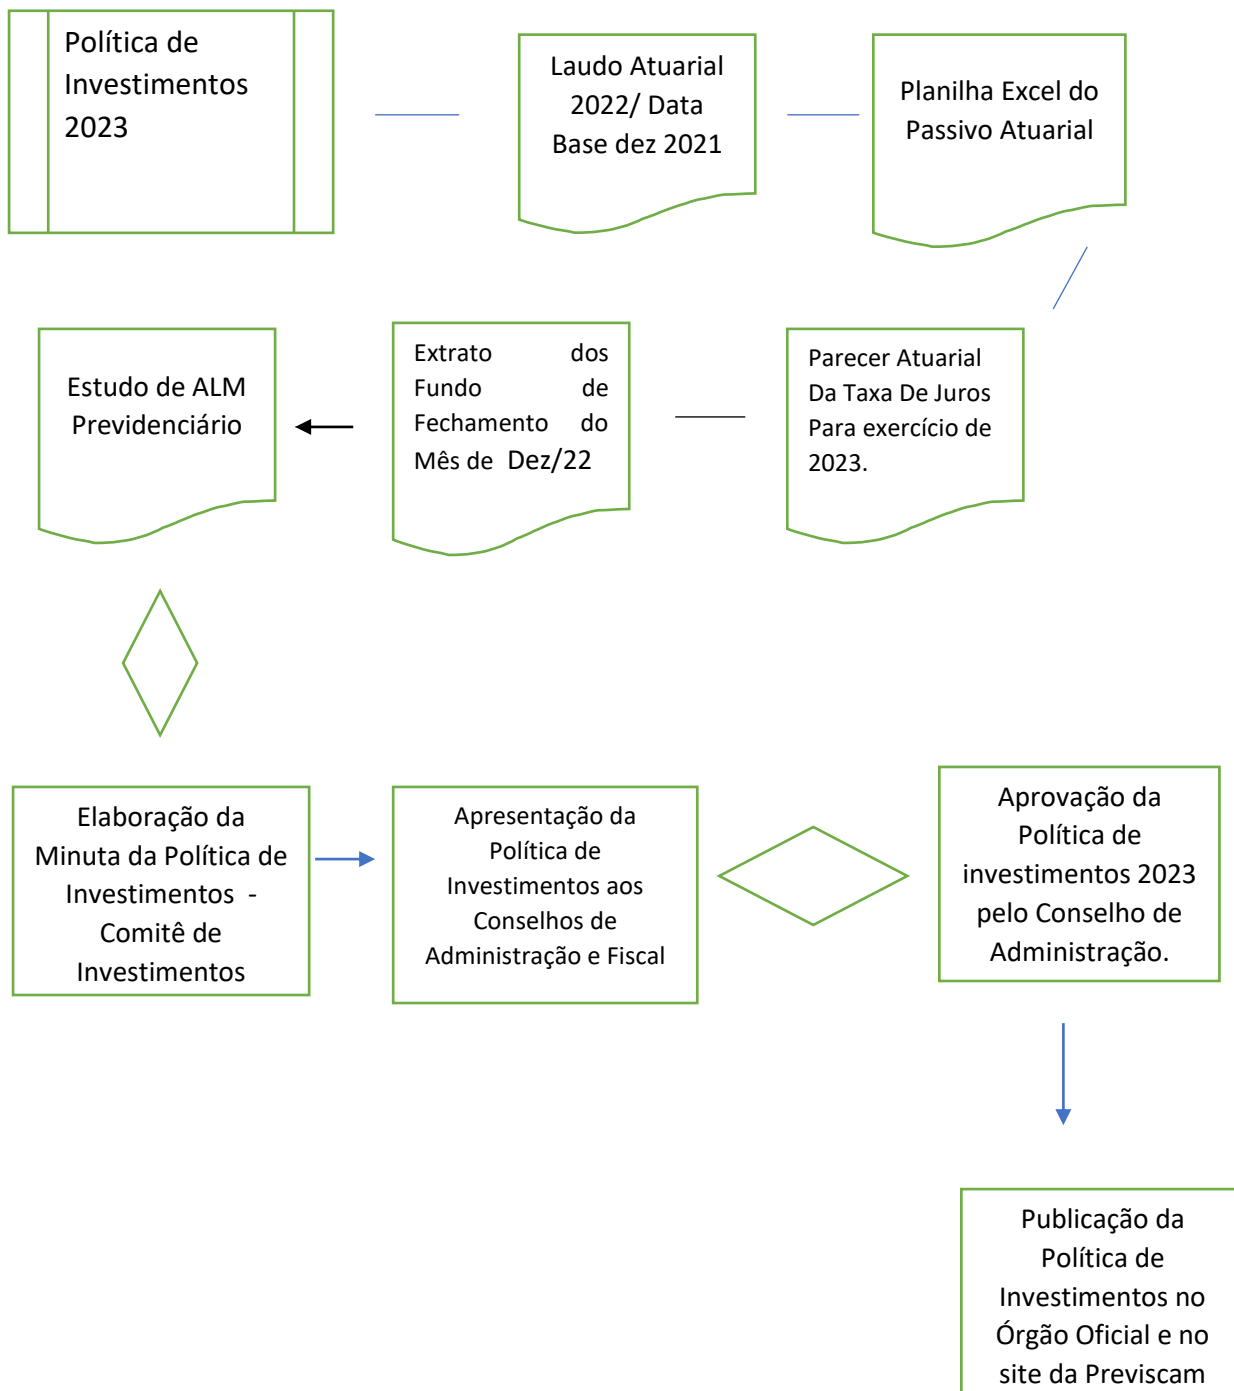 Política de
Investimentos
2023
Laudo Atuarial
2022/ Data
Base dez 2021
Planilha Excel do
Passivo Atuarial
Estudo de ALM
Previdenciário
Extrato dos
Fundo de
Fechamento do
Mês de Dez/22
Parecer Atuarial
Da Taxa De Juros
Para exercício de
2023.
Elaboração da
Minuta da Política de
Investimentos -
Comitê de
Investimentos
Apresentação da
Política de
Investimentos aos
Conselhos de
Administração e Fiscal
Aprovação da
Política de
investimentos 2023
pelo Conselho de
Administração.
Publicação da
Política de
Investimentos no
Órgão Oficial e no
site da Previscam